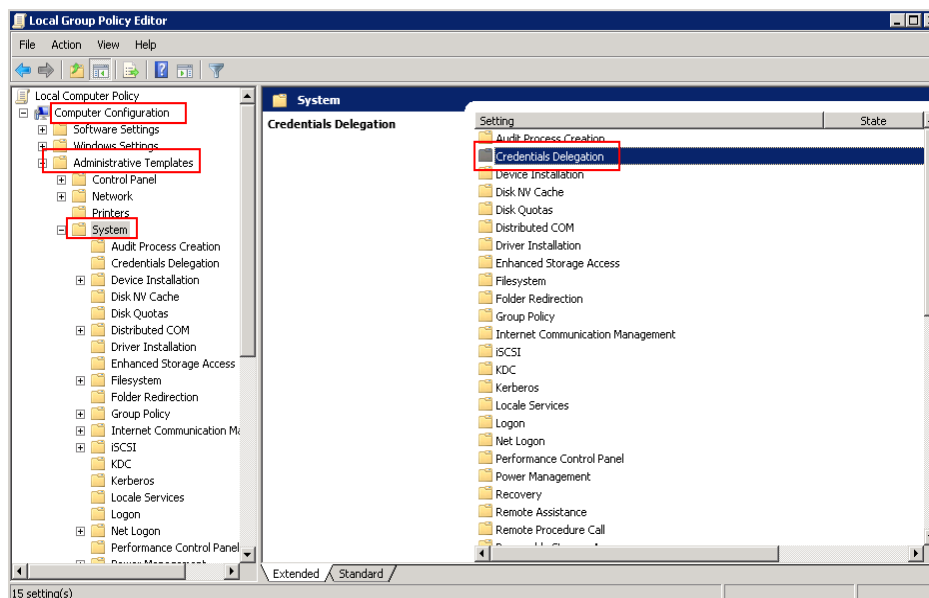 Local Group Policy Editor
File Action View Help
Local Computer Policy
Computer Configuration
Software Settings
Windows Settings
Administrative Templates
Control Panel
Network
Printers
System
Audit Process Creation
Credentials Delegation
Device Installation
Disk NV Cache
Disk Quotas
Distributed COM
Driver Installation
Enhanced Storage Access
Filesystem
Folder Redirection
Group Policy
Internet Communication Ma
iSCSI
KDC
Kerberos
Locale Services
Logon
Net Logon
Performance Control Panel
Power Management
System
Credentials Delegation
Setting State
Audit Process Creation
Credentials Delegation
Device Installation
Disk NV Cache
Disk Quotas
Distributed COM
Driver Installation
Enhanced Storage Access
Filesystem
Folder Redirection
Group Policy
Internet Communication Management
iSCSI
KDC
Kerberos
Locale Services
Logon
Net Logon
Performance Control Panel
Power Management
Recovery
Remote Assistance
Remote Procedure Call
Extended Standard
15 setting(s)